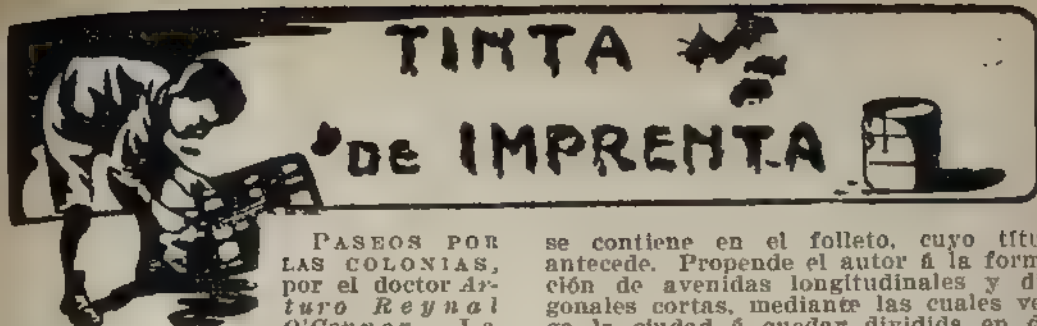 TINTA
DE IMPRENTA
PASEOS POR
LAS COLONIAS,
por el doctor Ar-
turo Reynal
se contiene en el folleto, cuyo títu
antecede. Propende el autor á la form
ción de avenidas longitudinales y d
gonales cortas, mediante las cuales ve